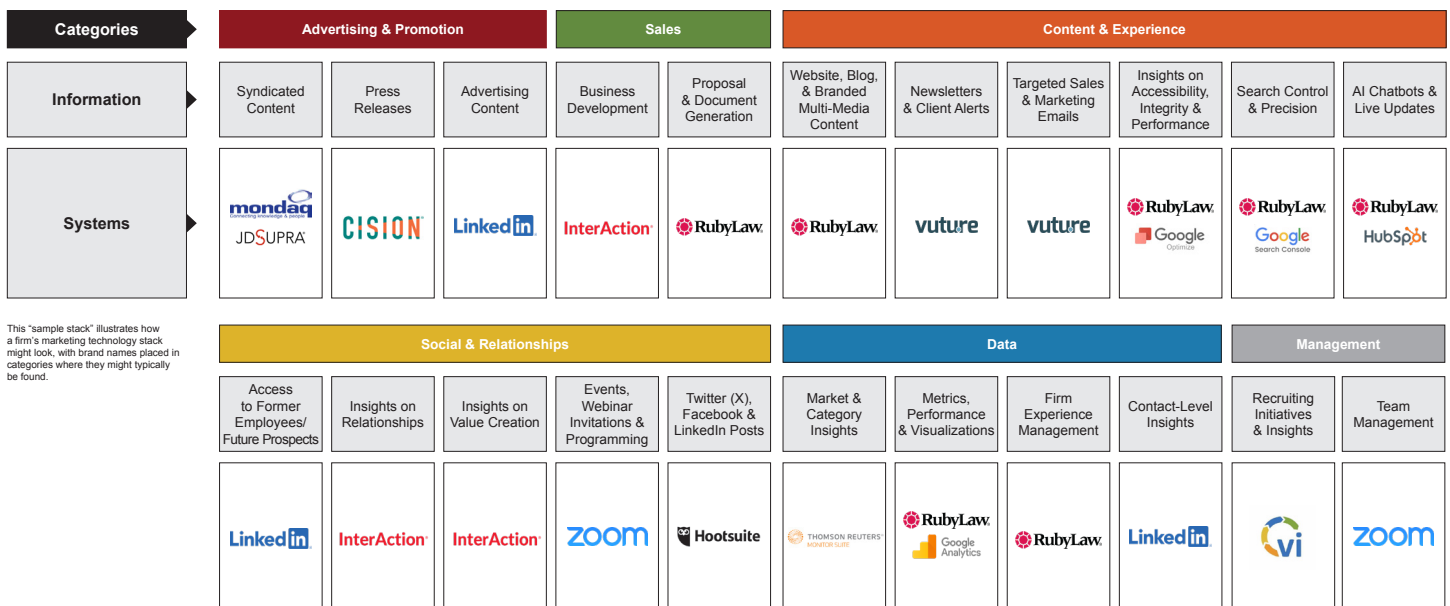 Categories
Advertising & Promotion
Sales
Content & Experience
Information
Syndicated
Content
Press
Releases
Advertising
Content
Business
Development
Proposal
& Document
Generation
Website, Blog,
& Branded
Multi-Media
Content
Newsletters
& Client Alerts
Targeted Sales
& Marketing
Emails
Insights on
Accessibility,
Integrity &
Performance
Search Control
& Precision
AI Chatbots &
Live Updates
Systems
mondaq
Connecting knowledge & people
JDSUPRA
CISION
LinkedIn
InterAction
RubyLaw
RubyLaw
vuture
vuture
RubyLaw
Google
Optimize
RubyLaw
Google
Search Console
RubyLaw
HubSpot
This “sample stack” illustrates how
a firm’s marketing technology stack
might look, with brand names placed in
categories where they might typically
be found.
Social & Relationships
Data
Management
Access
to Former
Employees/
Future Prospects
Insights on
Relationships
Insights on
Value Creation
Events,
Webinar
Invitations &
Programming
Twitter (X),
Facebook &
LinkedIn Posts
Market &
Category
Insights
Metrics,
Performance
& Visualizations
Firm
Experience
Management
Contact-Level
Insights
Recruiting
Initiatives
& Insights
Team
Management
LinkedIn
InterAction
InterAction
zoom
Hootsuite
THOMSON REUTERS
MONITOR SUITE
RubyLaw
Google
Analytics
RubyLaw
LinkedIn
vi
zoom